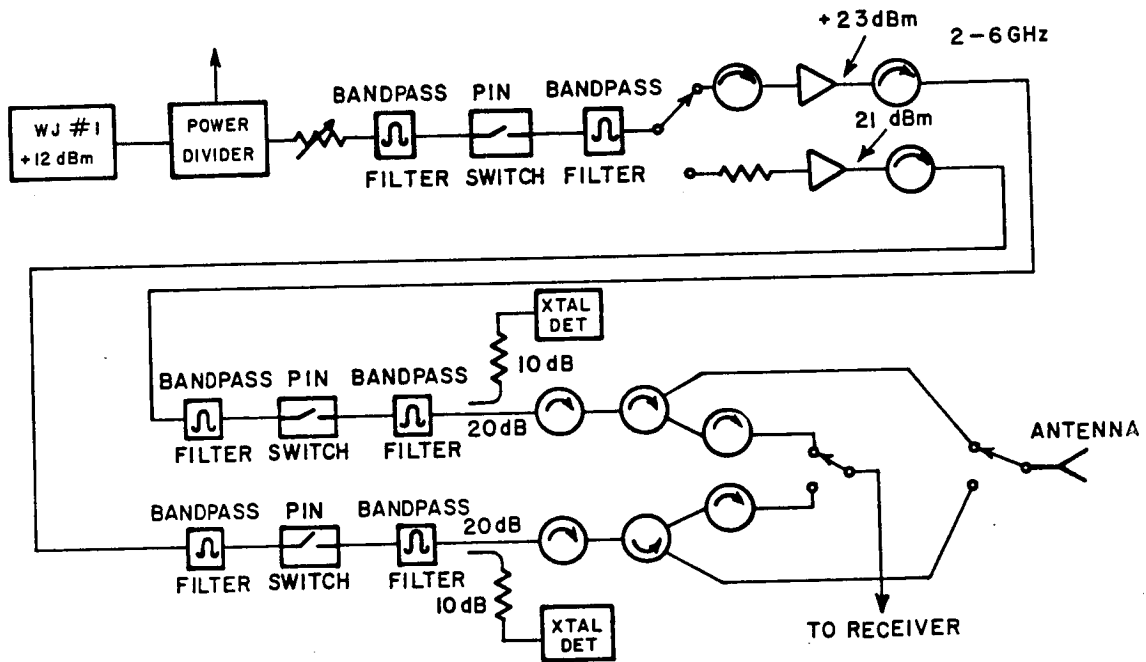 +23dBm
2-6 GHz
WJ #1
+12 dBm
POWER
DIVIDER
BANDPASS
FILTER
PIN
SWITCH
BANDPASS
FILTER
21 dBm
XTAL
DET
10 dB
BANDPASS
FILTER
PIN
SWITCH
BANDPASS
FILTER
20dB
ANTENNA
BANDPASS
FILTER
PIN
SWITCH
BANDPASS
FILTER
20dB
10 dB
XTAL
DET
TO RECEIVER